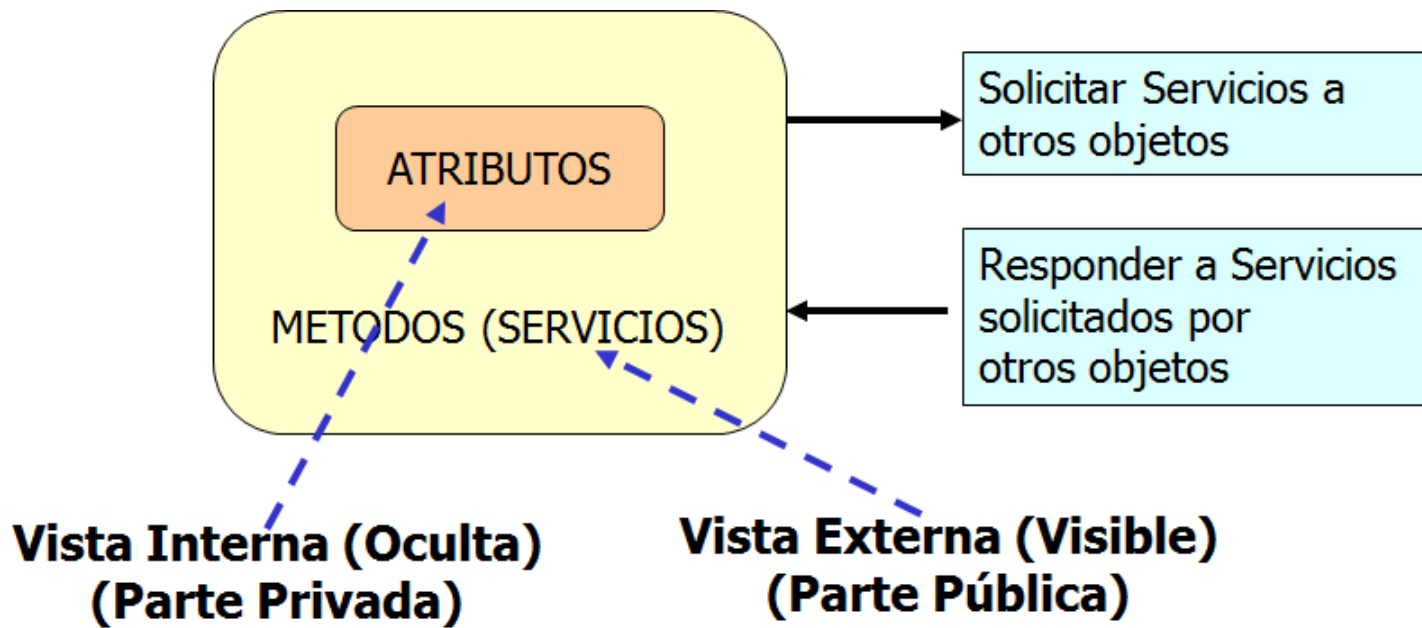 ATRIBUTOS
METODOS (SERVICIOS)
Solicitar Servicios a
otros objetos
Responder a Servicios
solicitados por
otros objetos
Vista Interna (Oculta)
(Parte Privada)
Vista Externa (Visible)
(Parte Pública)